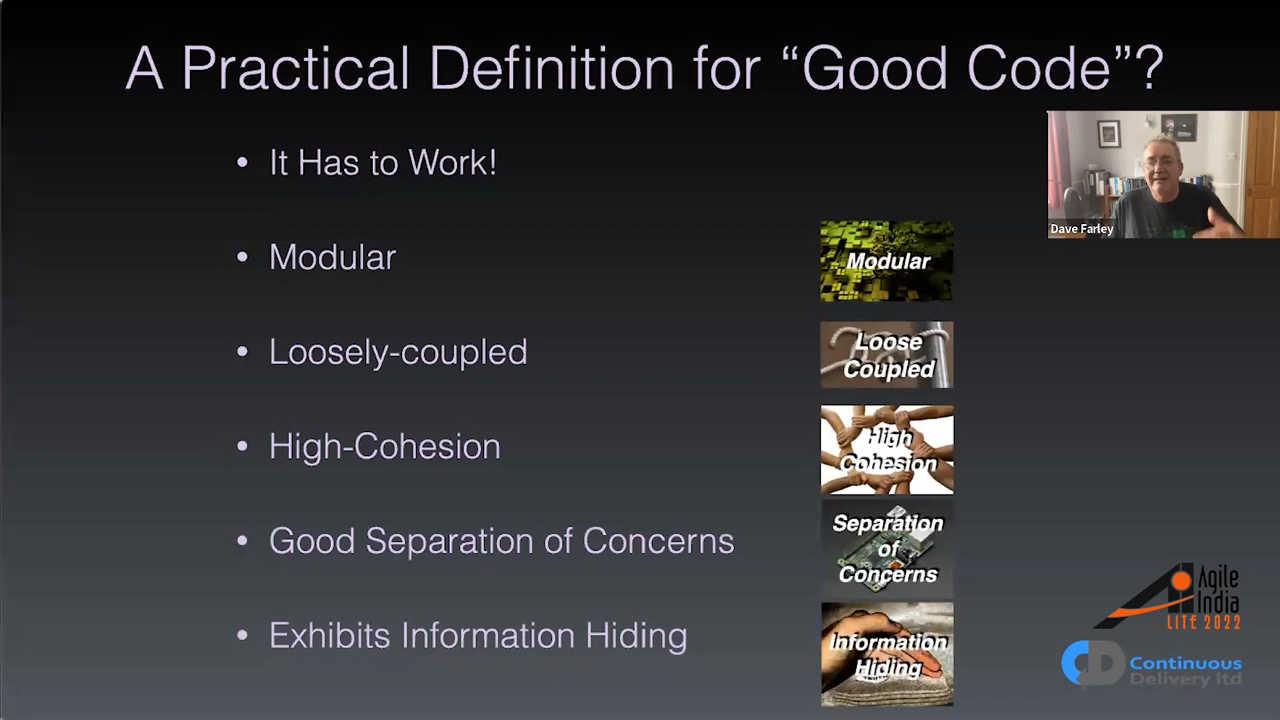 A Practical Definition for “Good Code”?
• It Has to Work!
• Modular
• Loosely-coupled
• High-Cohesion
• Good Separation of Concerns
• Exhibits Information Hiding
Modular
Loose
Coupled
High
Cohesion
Separation
of
Concerns
Information
Hiding
Dave Farley
Agile
India
LITE 2022
CD
Continuous
Delivery ltd